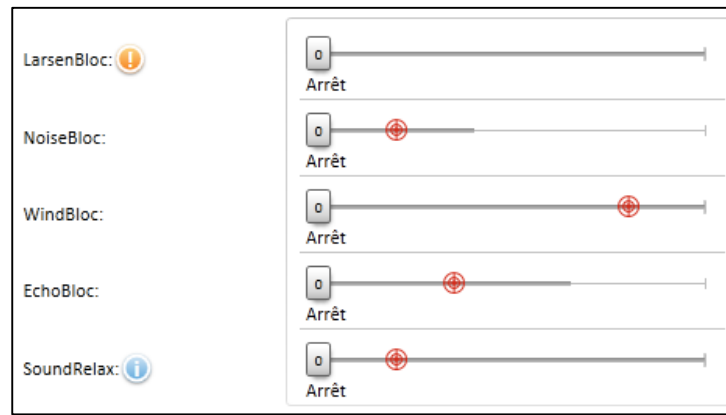 LarsenBloc:
0
Arrêt
NoiseBloc:
0
Arrêt
WindBloc:
0
Arrêt
EchoBloc:
0
Arrêt
SoundRelax:
0
Arrêt